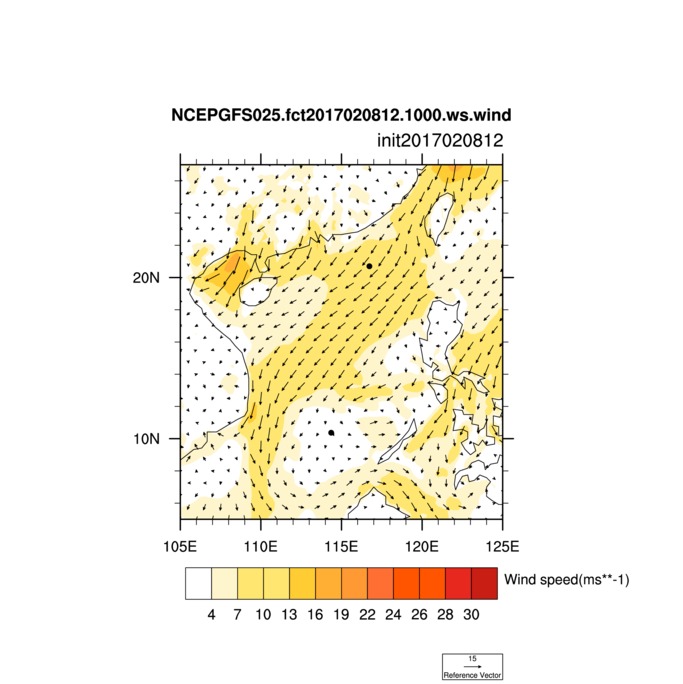 NCEPGFS025.fct2017020812.1000.ws.wind
init2017020812
20N
10N
105E 110E 115E 120E 125E
Wind speed(ms**-1)
4 7 10 13 16 19 22 24 26 28 30
15
Reference Vector